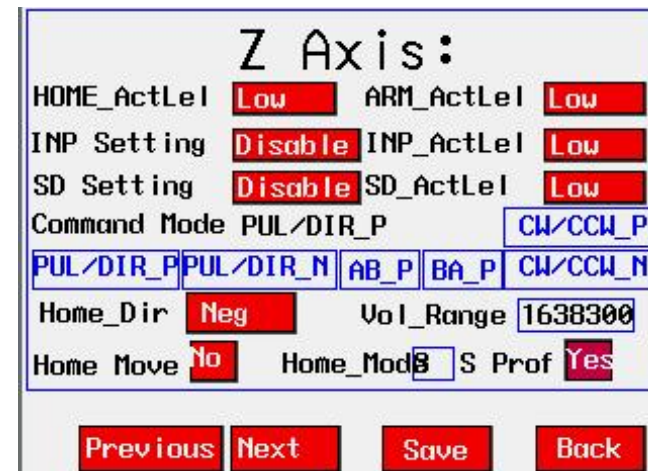 Z Axis:
HOME_ActLel Low ARM_ActLel Low
INP Setting Disable INP_ActLel Low
SD Setting Disable SD_ActLel Low
Command Mode PUL/DIR_P CW/CCW_P
PUL/DIR_P PUL/DIR_N AB_P BA_P CW/CCW_N
Home_Dir Neg Vol_Range 1638300
Home Move No Home_Mod S Prof Yes
Previous Next Save Back